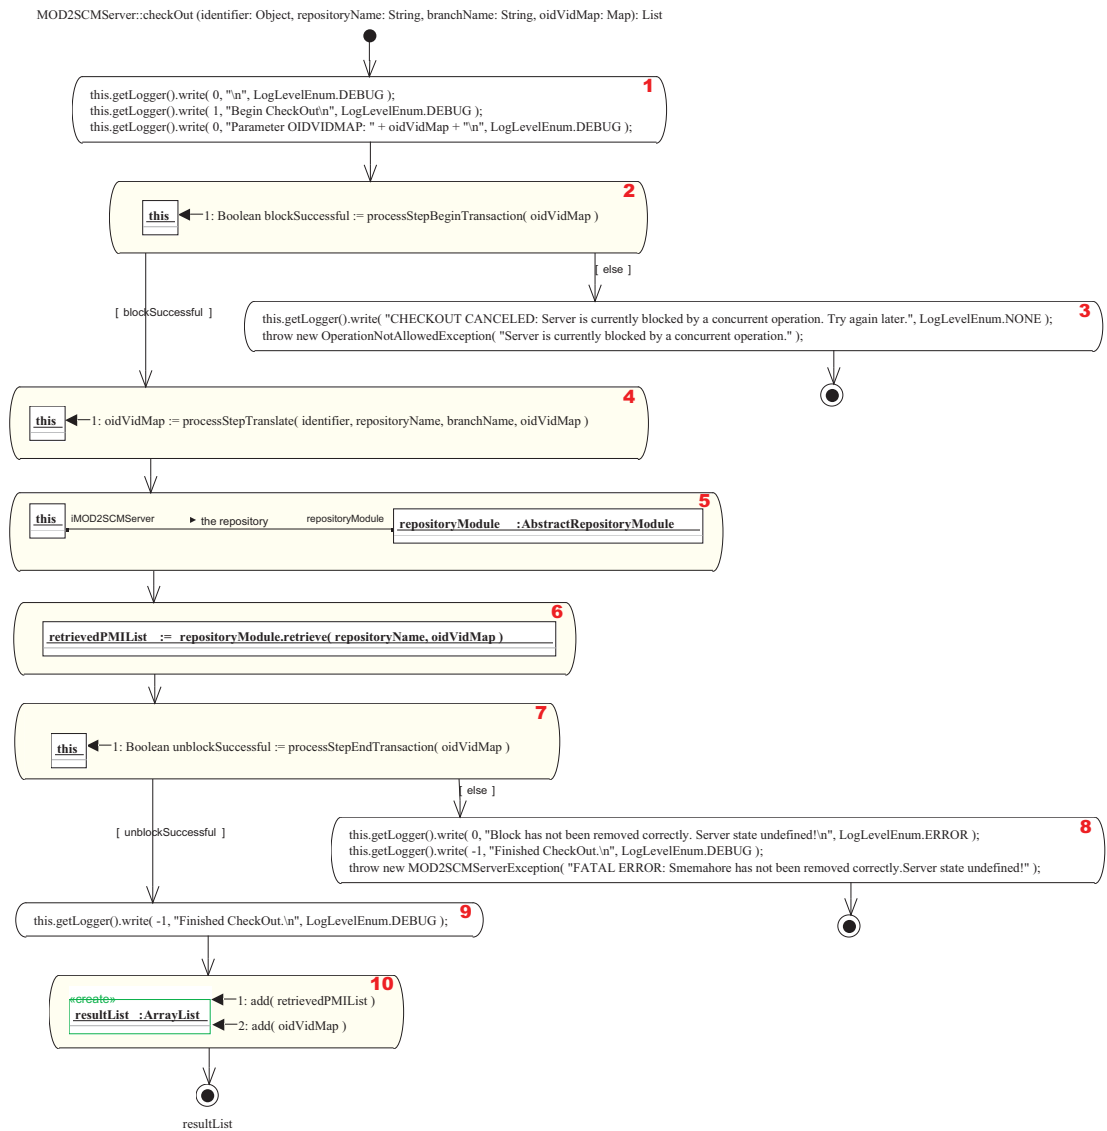 MOD2SCMServer::checkOut (identifier: Object, repositoryName: String, branchName: String, oidVidMap: Map): List
1
this.getLogger().write( 0, "\n", LogLevelEnum.DEBUG );
this.getLogger().write( 1, "Begin CheckOut\n", LogLevelEnum.DEBUG );
this.getLogger().write( 0, "Parameter OIDVIDMAP: " + oidVidMap + "\n", LogLevelEnum.DEBUG );
2
this
1: Boolean blockSuccessful := processStepBeginTransaction( oidVidMap )
[ else ]
[ blockSuccessful ]
3
this.getLogger().write( "CHECKOUT CANCELED: Server is currently blocked by a concurrent operation. Try again later.", LogLevelEnum.NONE );
throw new OperationNotAllowedException( "Server is currently blocked by a concurrent operation." );
4
this
1: oidVidMap := processStepTranslate( identifier, repositoryName, branchName, oidVidMap )
5
this
iMOD2SCMServer
the repository
repositoryModule
repositoryModule :AbstractRepositoryModule
6
retrievedPMIList := repositoryModule.retrieve( repositoryName, oidVidMap )
7
this
1: Boolean unblockSuccessful := processStepEndTransaction( oidVidMap )
[ else ]
[ unblockSuccessful ]
8
this.getLogger().write( 0, "Block has not been removed correctly. Server state undefined!\n", LogLevelEnum.ERROR );
this.getLogger().write( -1, "Finished CheckOut.\n", LogLevelEnum.DEBUG );
throw new MOD2SCMServerException( "FATAL ERROR: Smemahore has not been removed correctly.Server state undefined!" );
9
this.getLogger().write( -1, "Finished CheckOut.\n", LogLevelEnum.DEBUG );
10
«create»
resultList :ArrayList
1: add( retrievedPMIList )
2: add( oidVidMap )
resultList